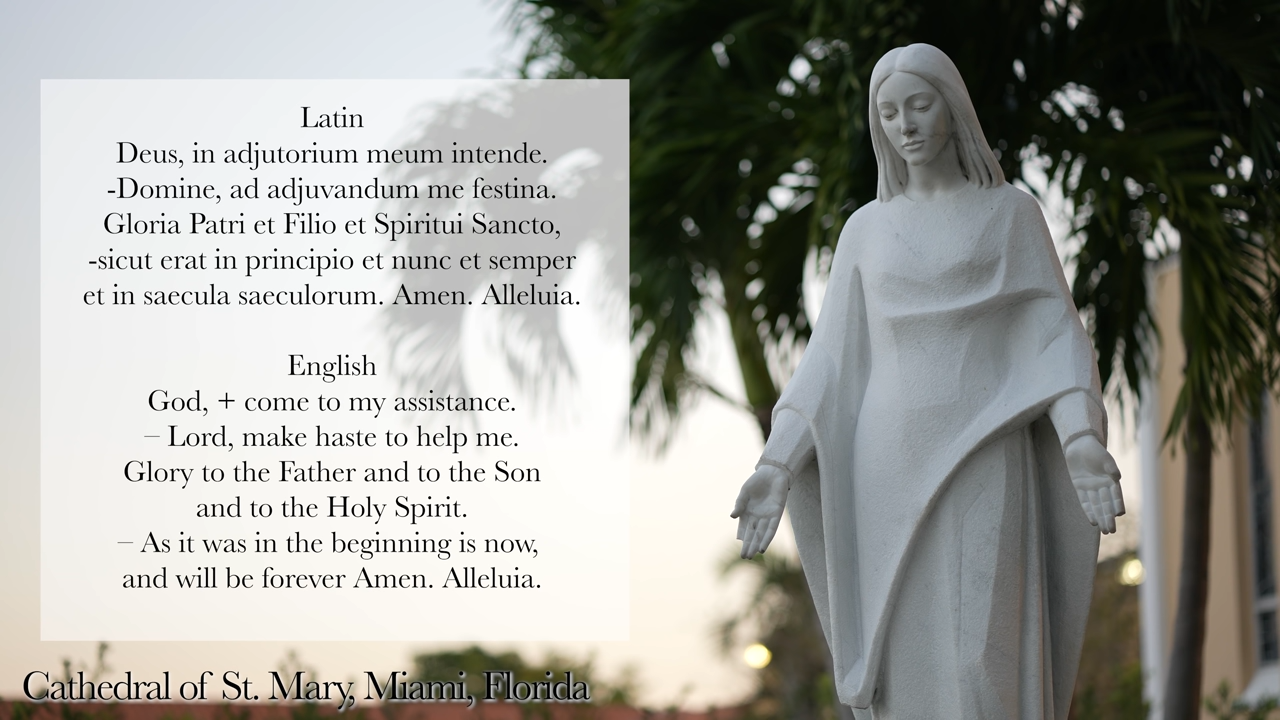 Latin
Deus, in adjutorium meum intende.
-Domine, ad adjuvandum me festina.
Gloria Patri et Filio et Spiritui Sancto,
-sicut erat in principio et nunc et semper
et in saecula saeculorum. Amen. Alleluia.
English
God, + come to my assistance.
– Lord, make haste to help me.
Glory to the Father and to the Son
and to the Holy Spirit.
– As it was in the beginning is now,
and will be forever Amen. Alleluia.
Cathedral of St. Mary, Miami, Florida